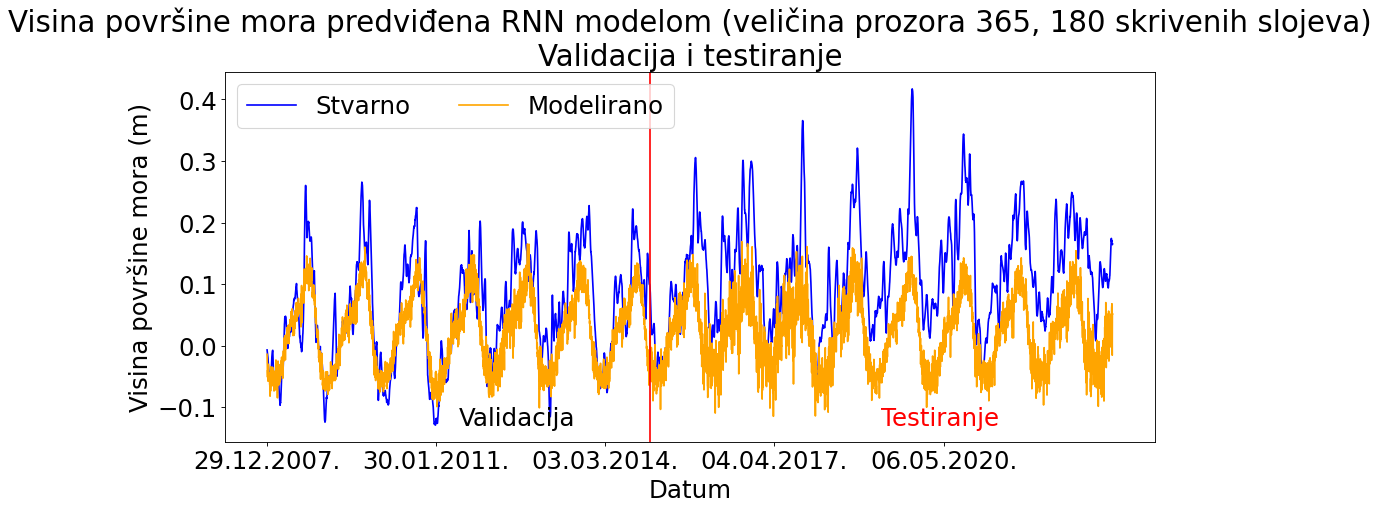 Visina površine mora predviđena RNN modelom (veličina prozora 365, 180 skrivenih slojeva)
Validacija i testiranje
Stvarno Modelirano
Visina površine mora (m)
0.4
0.3
0.2
0.1
0.0
−0.1
Validacija Testiranje
29.12.2007. 30.01.2011. 03.03.2014. 04.04.2017. 06.05.2020.
Datum